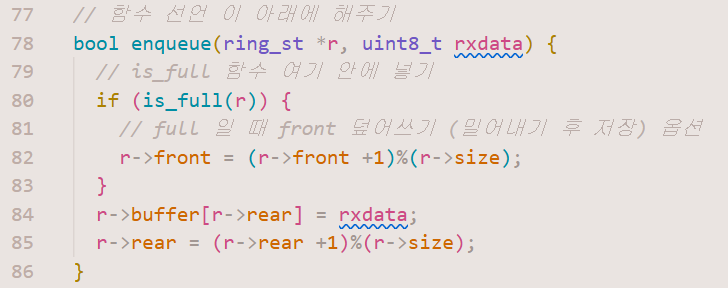 77 // 함수 선언 이 아래에 해주기
78 bool enqueue(ring_st *r, uint8_t rxdata) {
79 // is_full 함수 여기 안에 넣기
80 if (is_full(r)) {
81 // full 일 때 front 덮어쓰기 (밀어내기 후 저장) 옵션
82 r->front = (r->front +1)%(r->size);
83 }
84 r->buffer[r->rear] = rxdata;
85 r->rear = (r->rear +1)%(r->size);
86 }